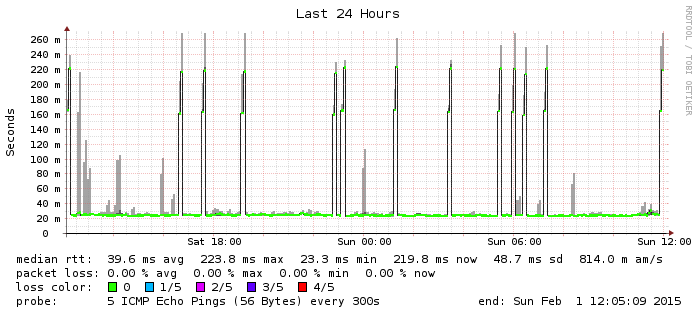 Last 24 Hours
RRDTOOL / TOBI OETIKER
Seconds
260 m
240 m
220 m
200 m
180 m
160 m
140 m
120 m
100 m
80 m
60 m
40 m
20 m
0
Sat 18:00 Sun 00:00 Sun 06:00 Sun 12:00
median rtt: 39.6 ms avg 223.8 ms max 23.3 ms min 219.8 ms now 48.7 ms sd 814.0 m am/s
packet loss: 0.00 % avg 0.00 % max 0.00 % min 0.00 % now
loss color: 0 1/5 2/5 3/5 4/5
probe: 5 ICMP Echo Pings (56 Bytes) every 300s end: Sun Feb 1 12:05:09 2015